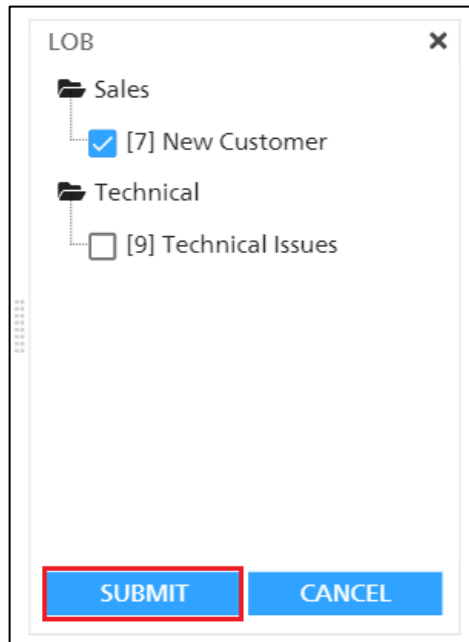 LOB
Sales
[7] New Customer
Technical
[9] Technical Issues
SUBMIT CANCEL